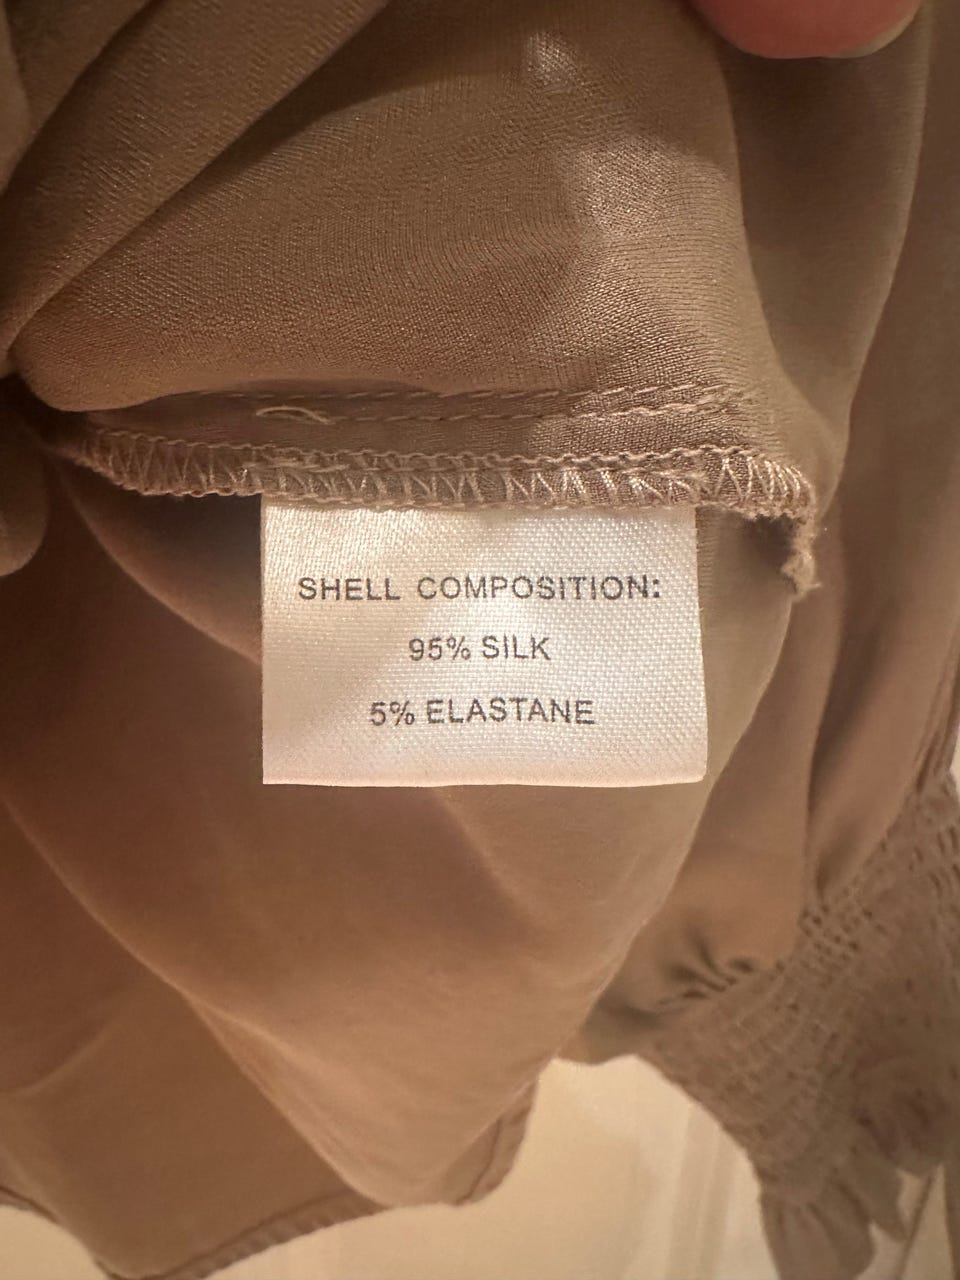 SHELL COMPOSITION:
95% SILK
5% ELASTANE